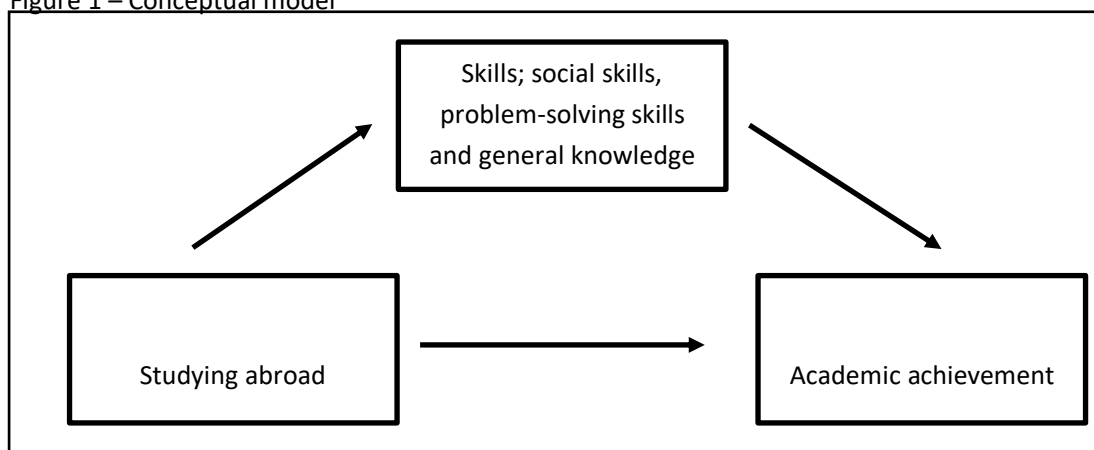 Figure 1 – Conceptual model
Skills; social skills,
problem-solving skills
and general knowledge
Studying abroad
Academic achievement